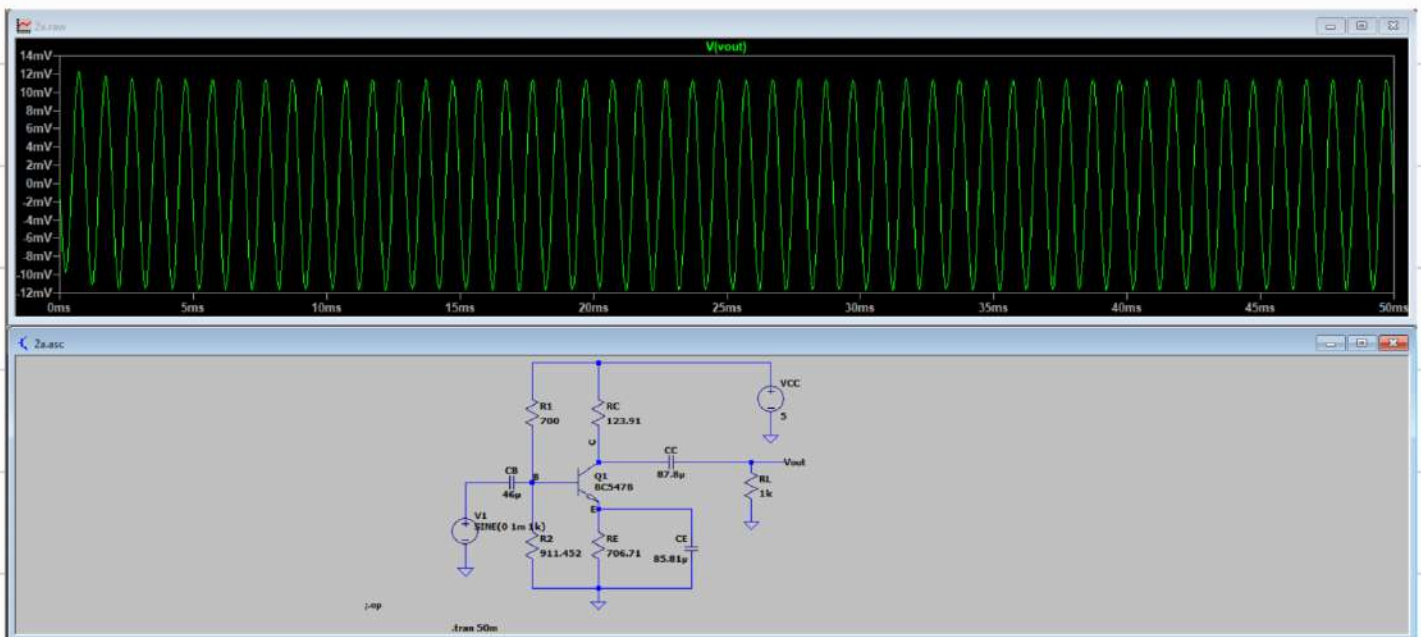 2a.raw
V(vout)
14mV
12mV
10mV
8mV
6mV
4mV
2mV
0mV
-2mV
-4mV
-6mV
-8mV
-10mV
-12mV
0ms 5ms 10ms 15ms 20ms 25ms 30ms 35ms 40ms 45ms 50ms
2a.asc
VCC
5
R1
700
RC
123.91
C
CC
87.8µ
Vout
RL
1k
CB
46µ
B
Q1
BC547B
E
V1
SINE(0 1m 1k)
R2
911.452
RE
706.71
CE
85.81µ
;.op
.tran 50m